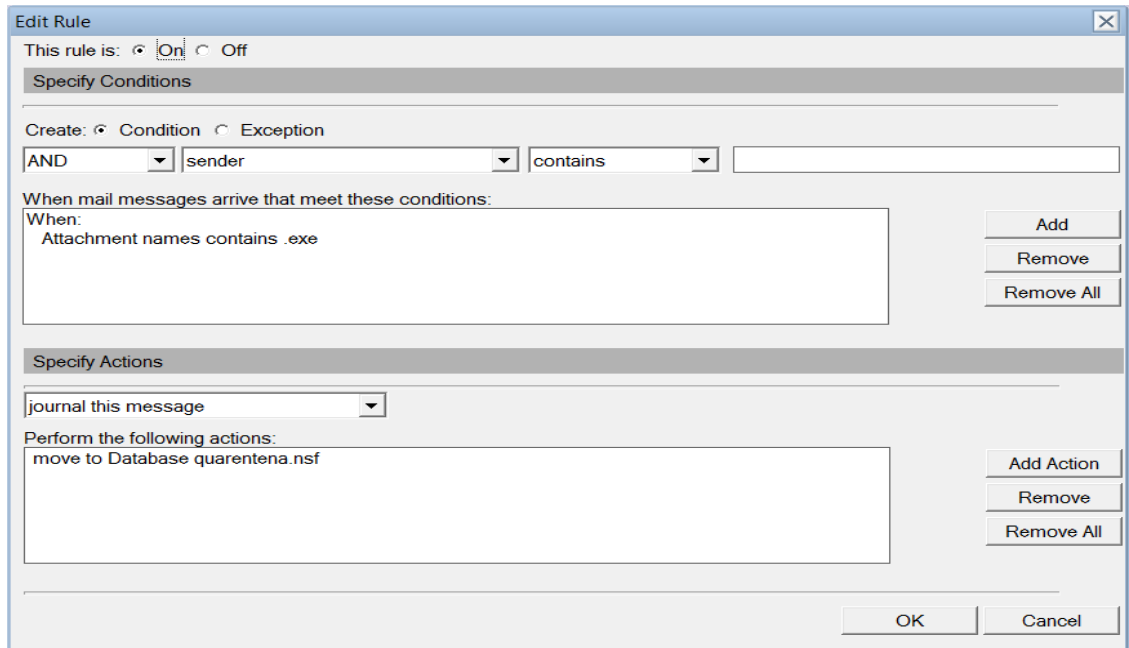 Edit Rule
This rule is: On Off
Specify Conditions
Create: Condition Exception
AND sender contains
When mail messages arrive that meet these conditions:
When:
Attachment names contains .exe
Add
Remove
Remove All
Specify Actions
journal this message
Perform the following actions:
move to Database quarentena.nsf
Add Action
Remove
Remove All
OK Cancel